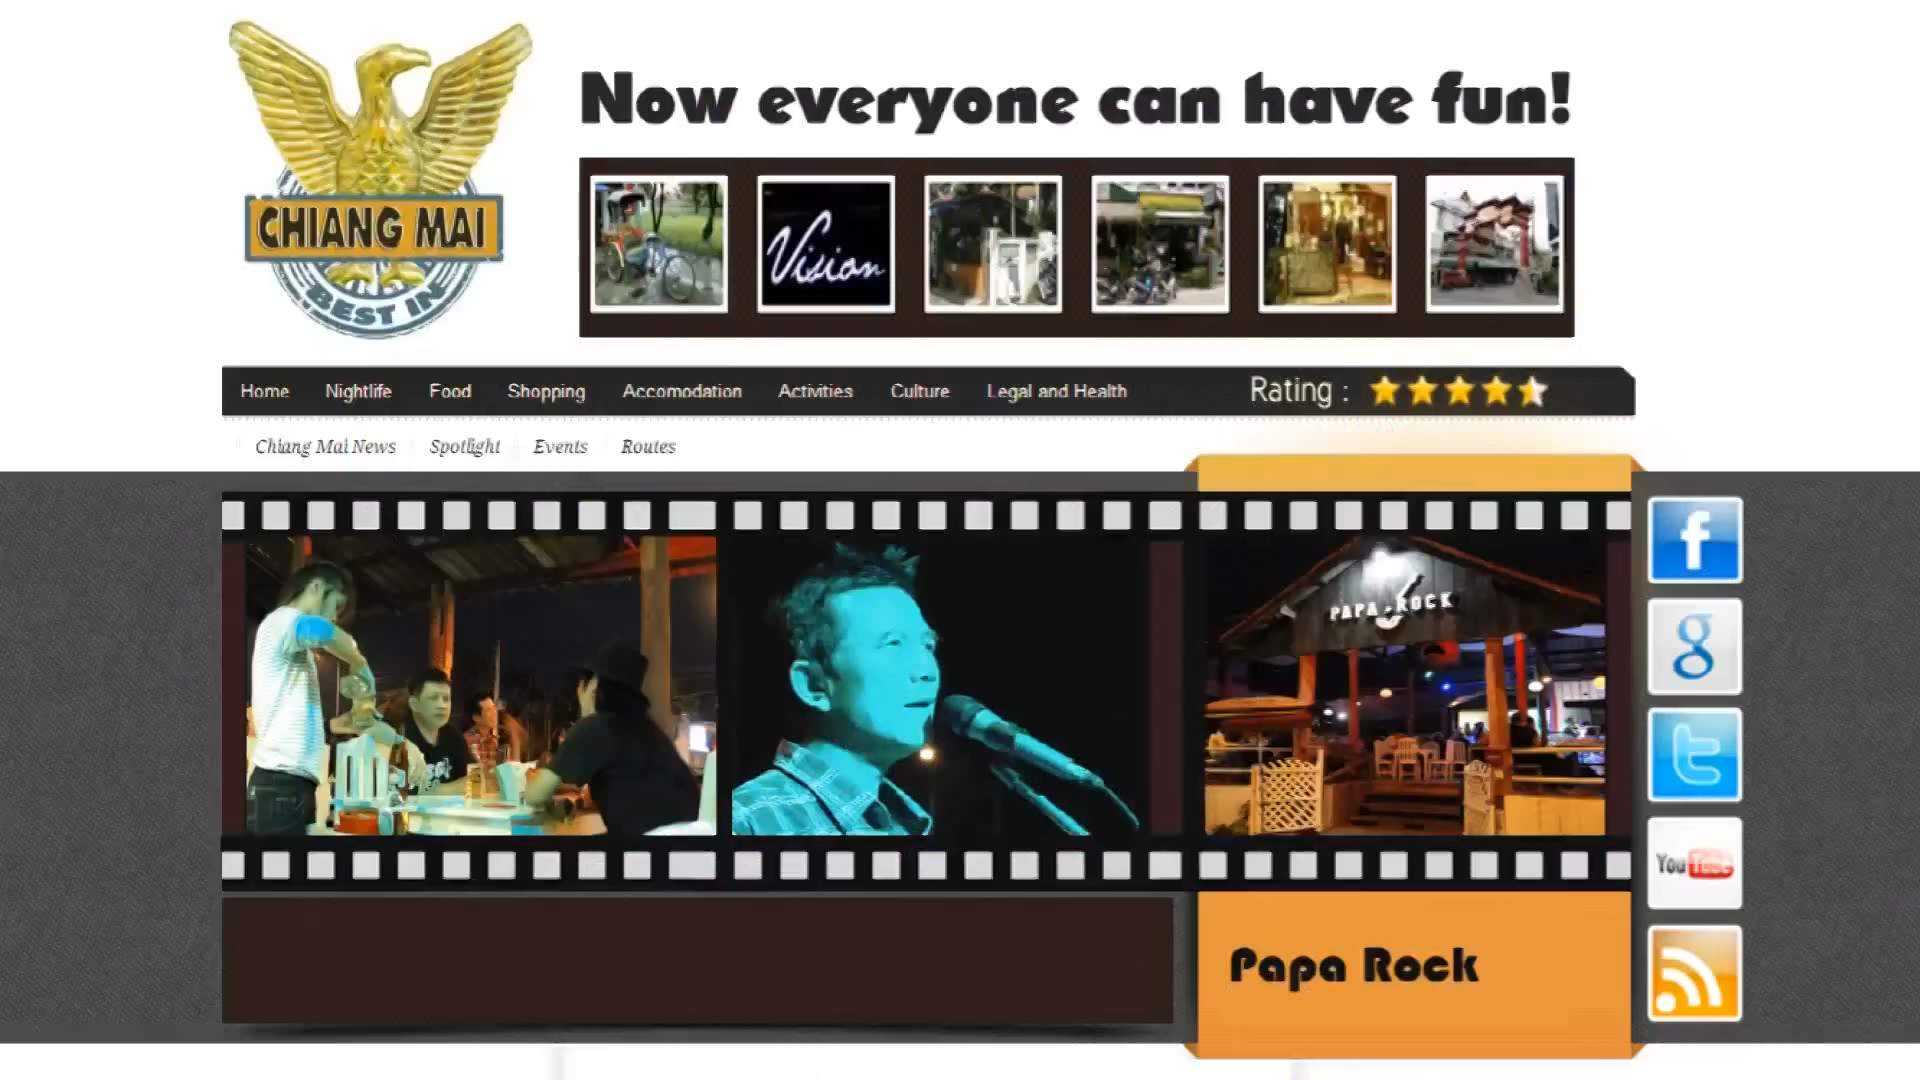 CHIANG MAI
BEST IN
Now everyone can have fun!
Vision
Home Nightlife Food Shopping Accomodation Activities Culture Legal and Health
Rating :
Chiang Mai News Spotlight Events Routes
PAPA ROCK
f
g
t
YouTube
Papa Rock